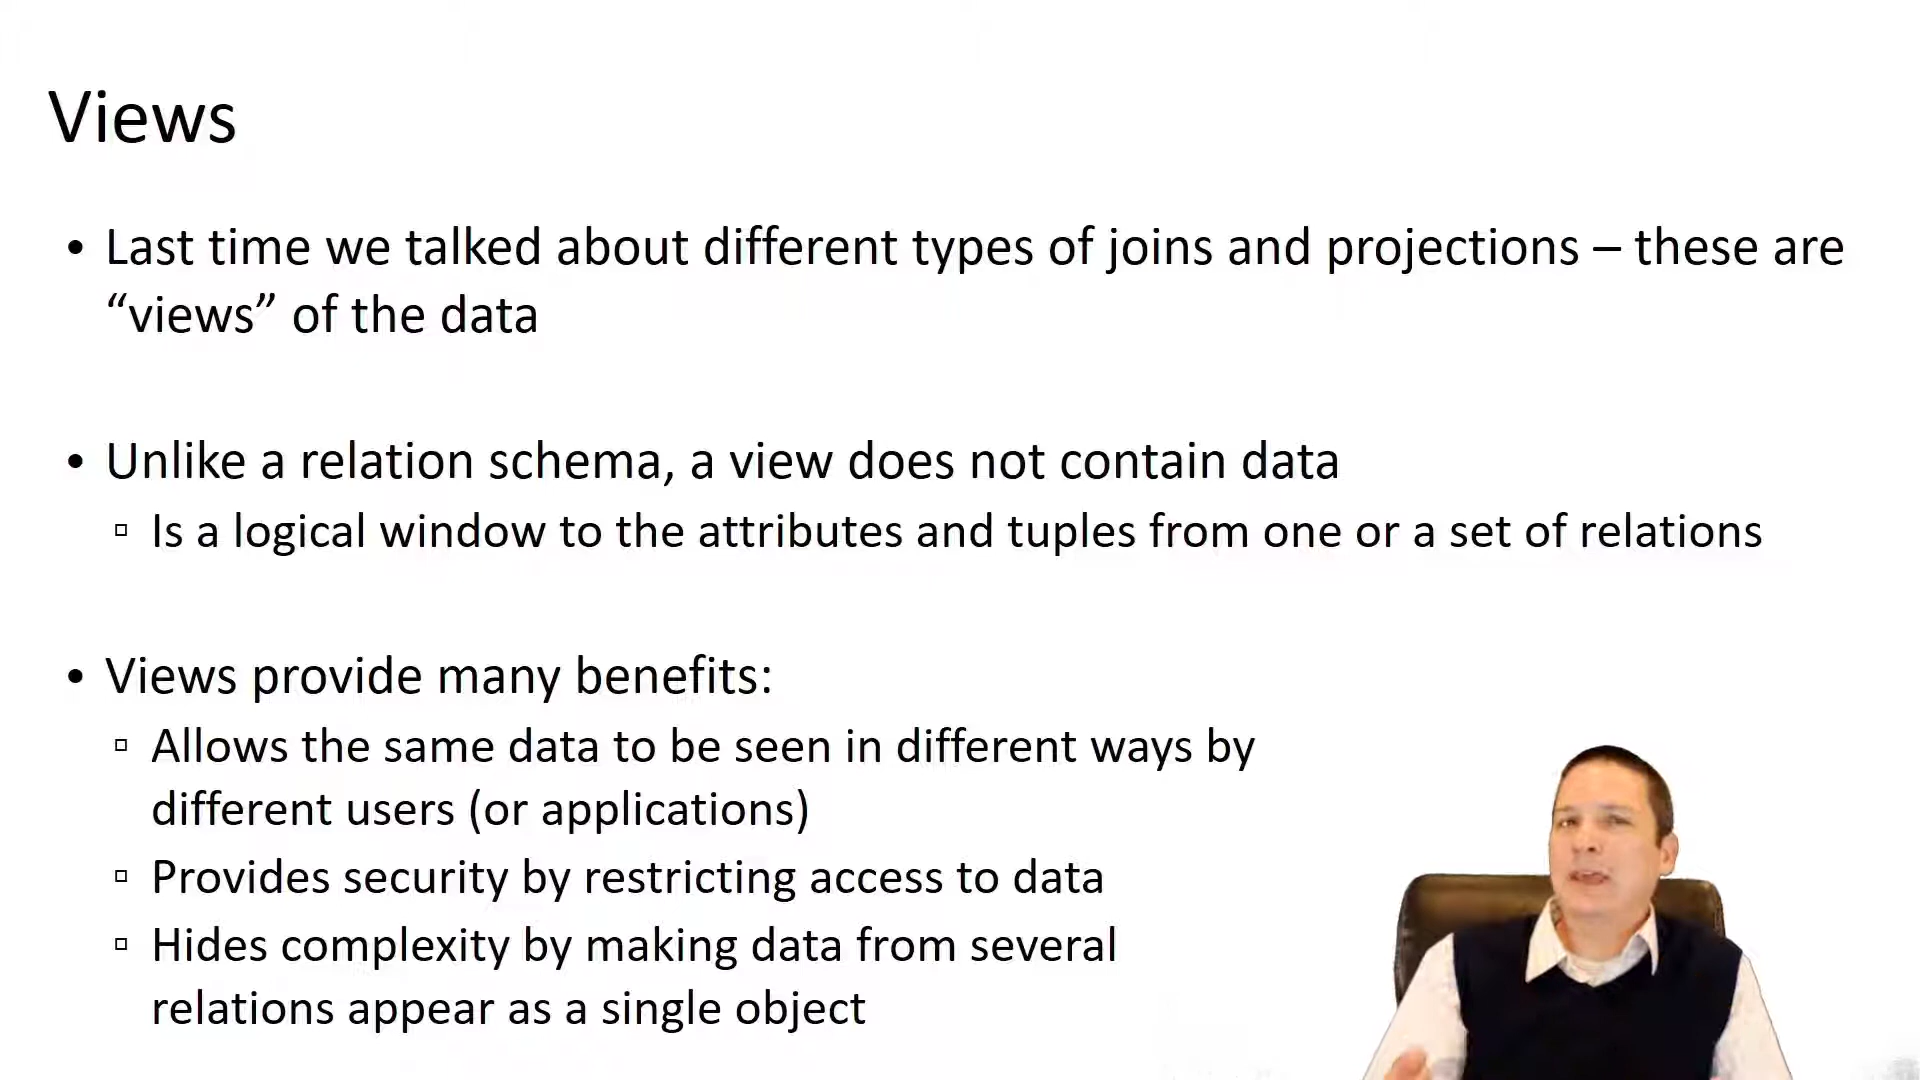 Views
• Last time we talked about different types of joins and projections – these are
“views” of the data
• Unlike a relation schema, a view does not contain data
▫ Is a logical window to the attributes and tuples from one or a set of relations
• Views provide many benefits:
▫ Allows the same data to be seen in different ways by
different users (or applications)
▫ Provides security by restricting access to data
▫ Hides complexity by making data from several
relations appear as a single object